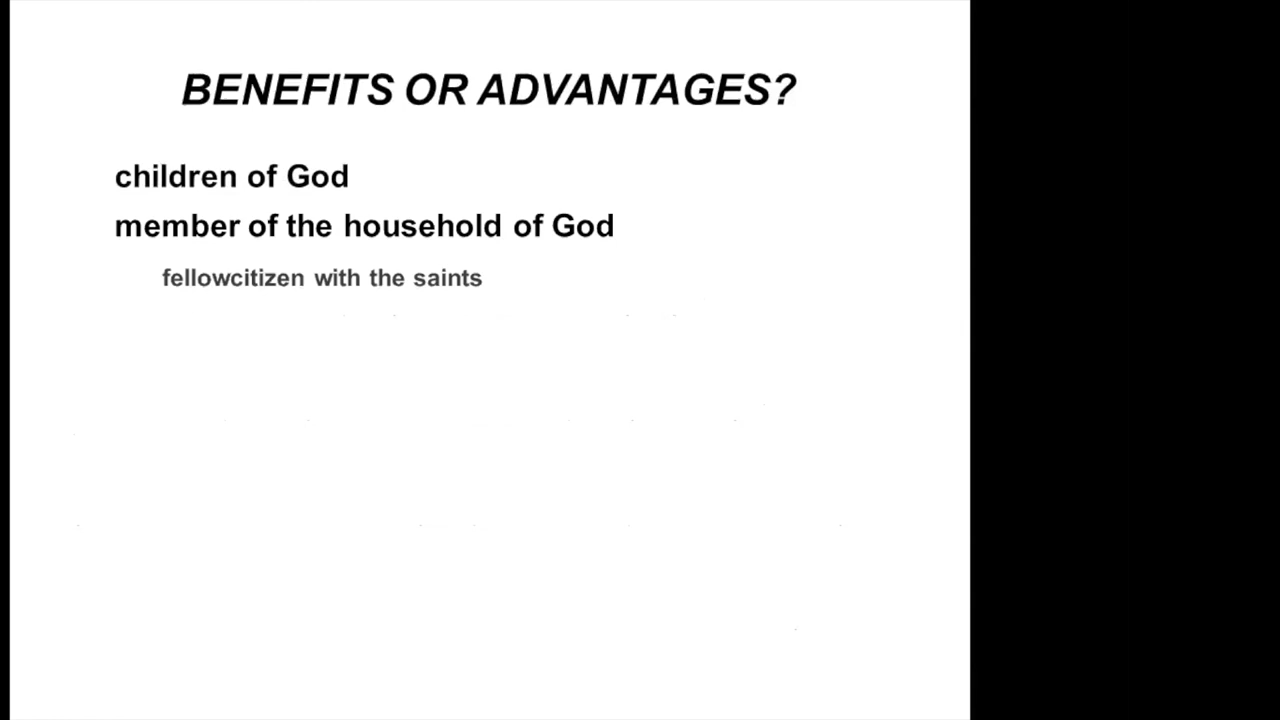 BENEFITS OR ADVANTAGES?
children of God
member of the household of God
fellowcitizen with the saints